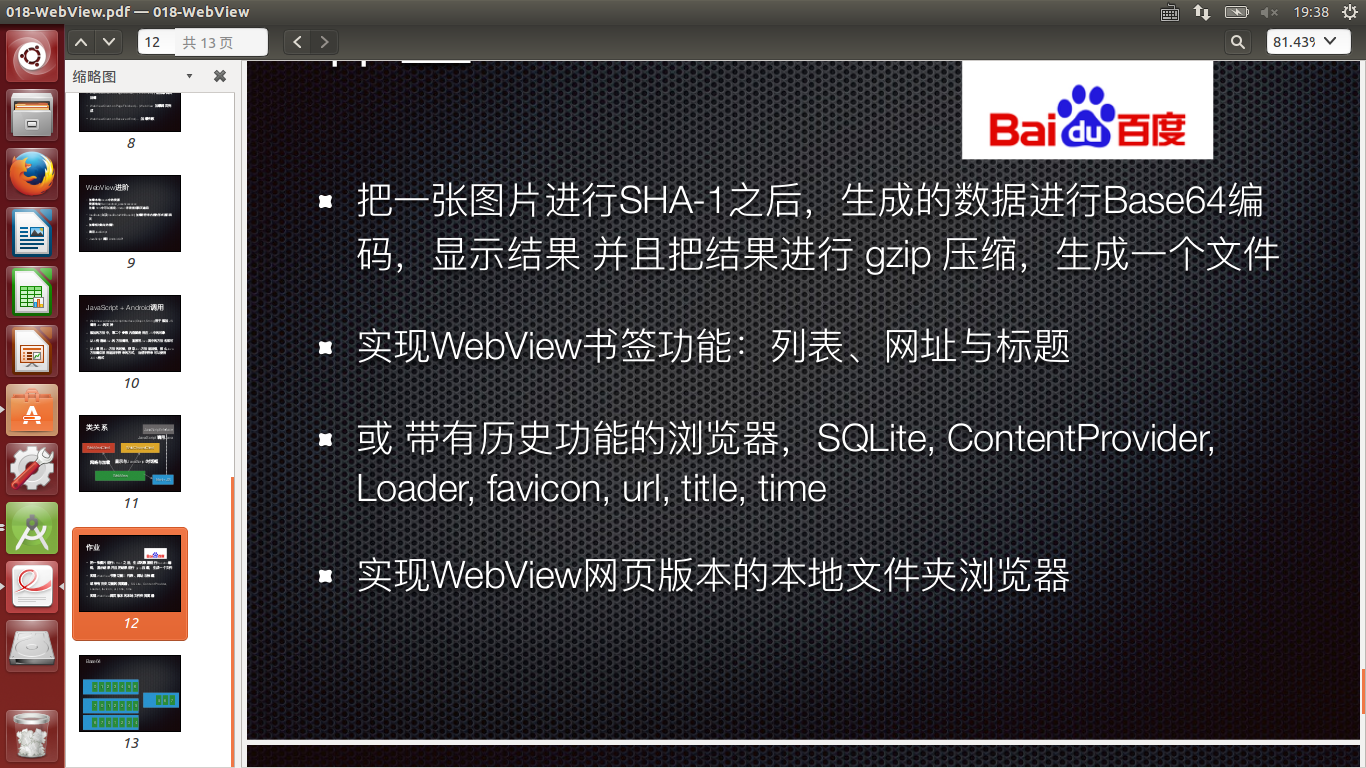 018-WebView.pdf — 018-WebView
19:38
12 共 13 页
81.43%
缩略图
8
WebView进阶
9
JavaScript + Android调用
10
类关系
11
作业
12
Base64
13
Bai du 百度
把一张图片进行SHA-1之后，生成的数据进行Base64编
码，显示结果 并且把结果进行 gzip 压缩，生成一个文件
实现WebView书签功能：列表、网址与标题
或 带有历史功能的浏览器， SQLite, ContentProvider,
Loader, favicon, url, title, time
实现WebView网页版本的本地文件夹浏览器